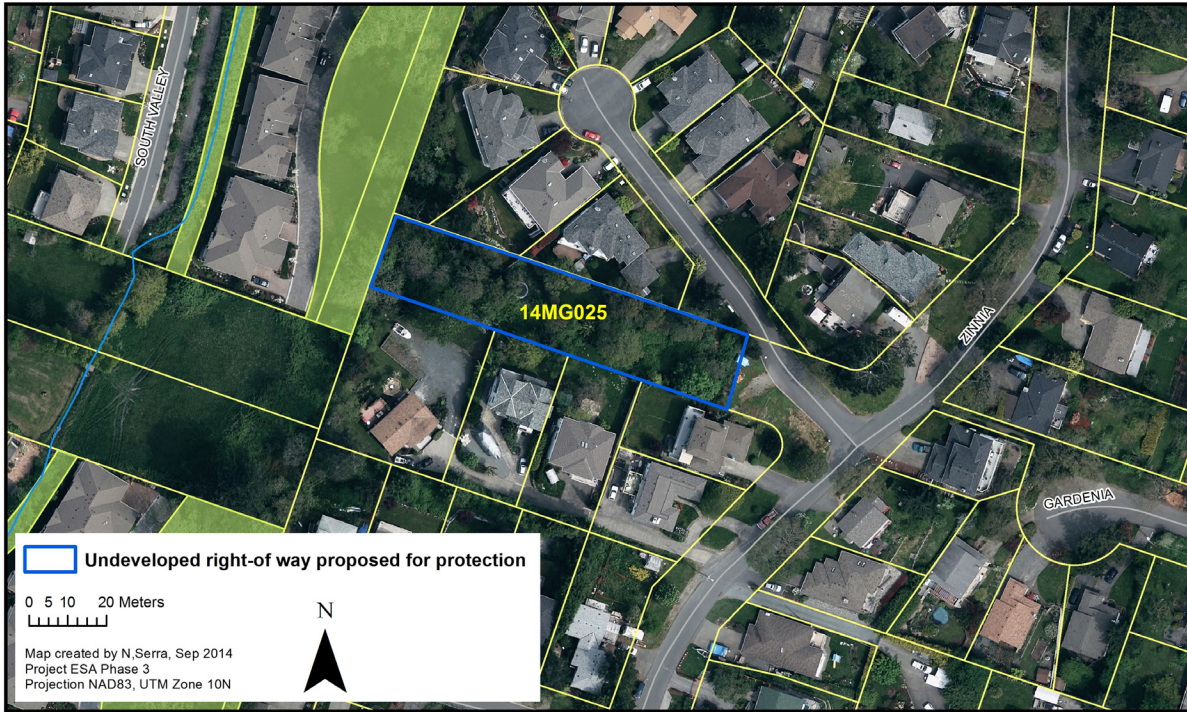 SOUTH VALLEY
14MG025
ZINNIA
GARDENIA
Undeveloped right-of way proposed for protection
0 5 10 20 Meters
N
Map created by N,Serra, Sep 2014
Project ESA Phase 3
Projection NAD83, UTM Zone 10N